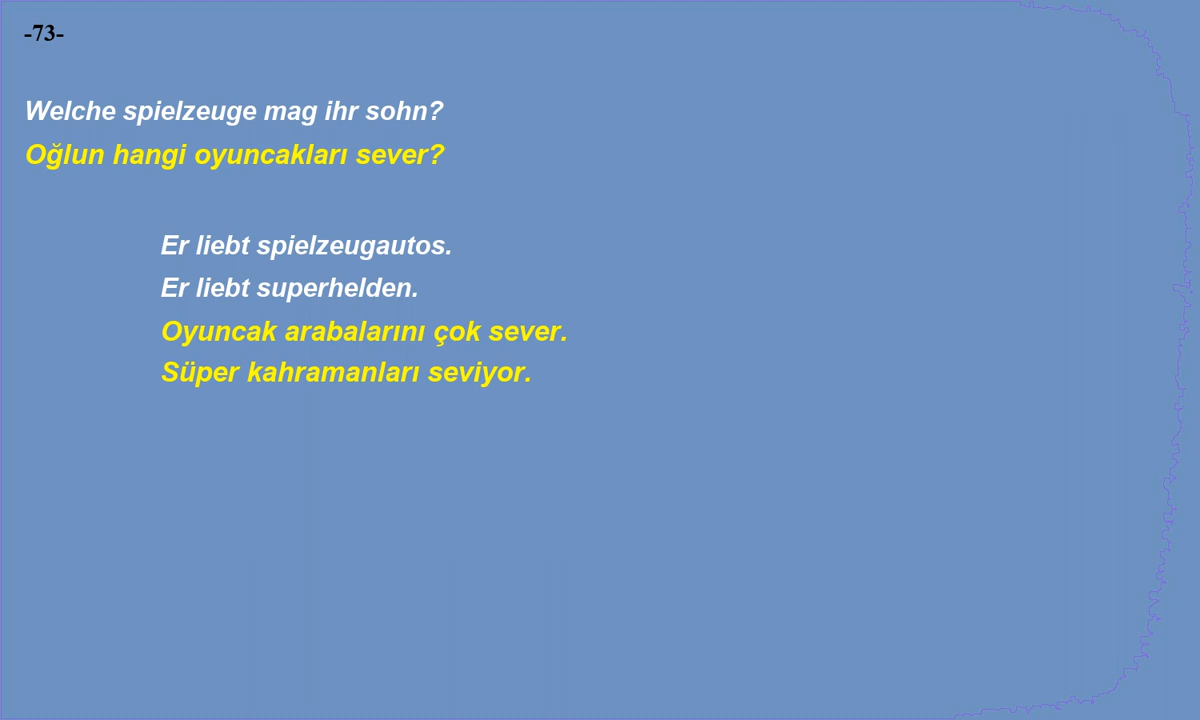 -73-
Welche spielzeuge mag ihr sohn?
Oğlun hangi oyuncakları sever?
Er liebt spielzeugautos.
Er liebt superhelden.
Oyuncak arabalarını çok sever.
Süper kahramanları seviyor.